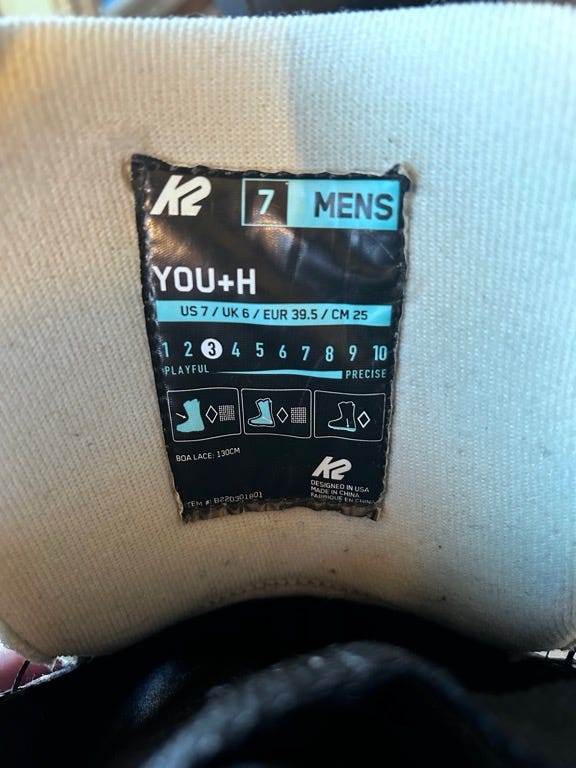 K2 7 MENS
YOU+H
US 7 / UK 6 / EUR 39.5 / CM 25
1 2 3 4 5 6 7 8 9 10
PLAYFUL PRECISE
BOA LACE: 130CM
K2
DESIGNED IN USA
MADE IN CHINA
FABRIQUÉ EN CHINE
ITEM #: B220301801